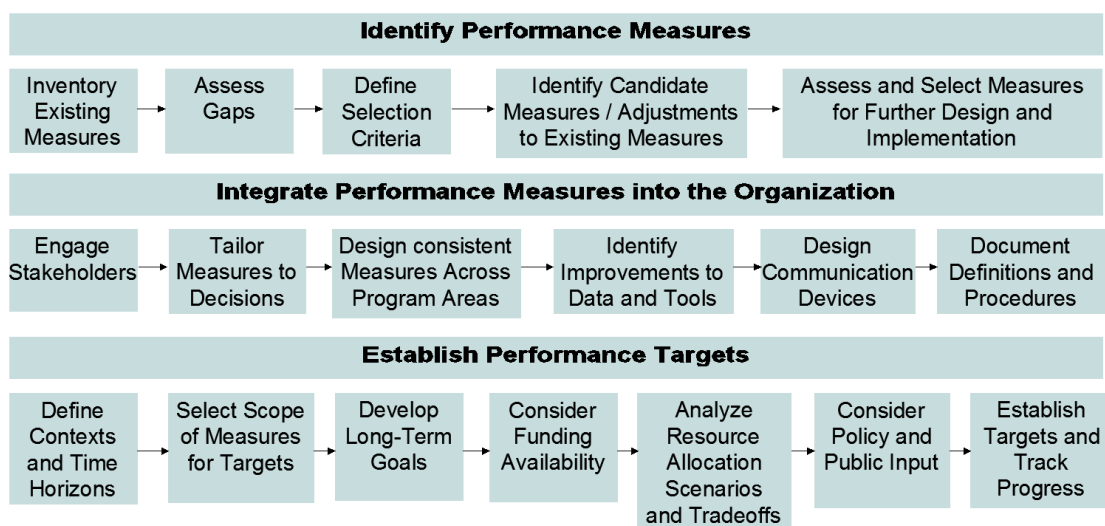 Identify Performance Measures
Inventory
Existing
Measures
Assess
Gaps
Define
Selection
Criteria
Identify Candidate
Measures / Adjustments
to Existing Measures
Assess and Select Measures
for Further Design and
Implementation
Integrate Performance Measures into the Organization
Engage
Stakeholders
Tailor
Measures to
Decisions
Design consistent
Measures Across
Program Areas
Identify
Improvements to
Data and Tools
Design
Communication
Devices
Document
Definitions and
Procedures
Establish Performance Targets
Define
Contexts
and Time
Horizons
Select Scope
of Measures
for Targets
Develop
Long-Term
Goals
Consider
Funding
Availability
Analyze
Resource
Allocation
Scenarios
and Tradeoffs
Consider
Policy and
Public Input
Establish
Targets and
Track
Progress